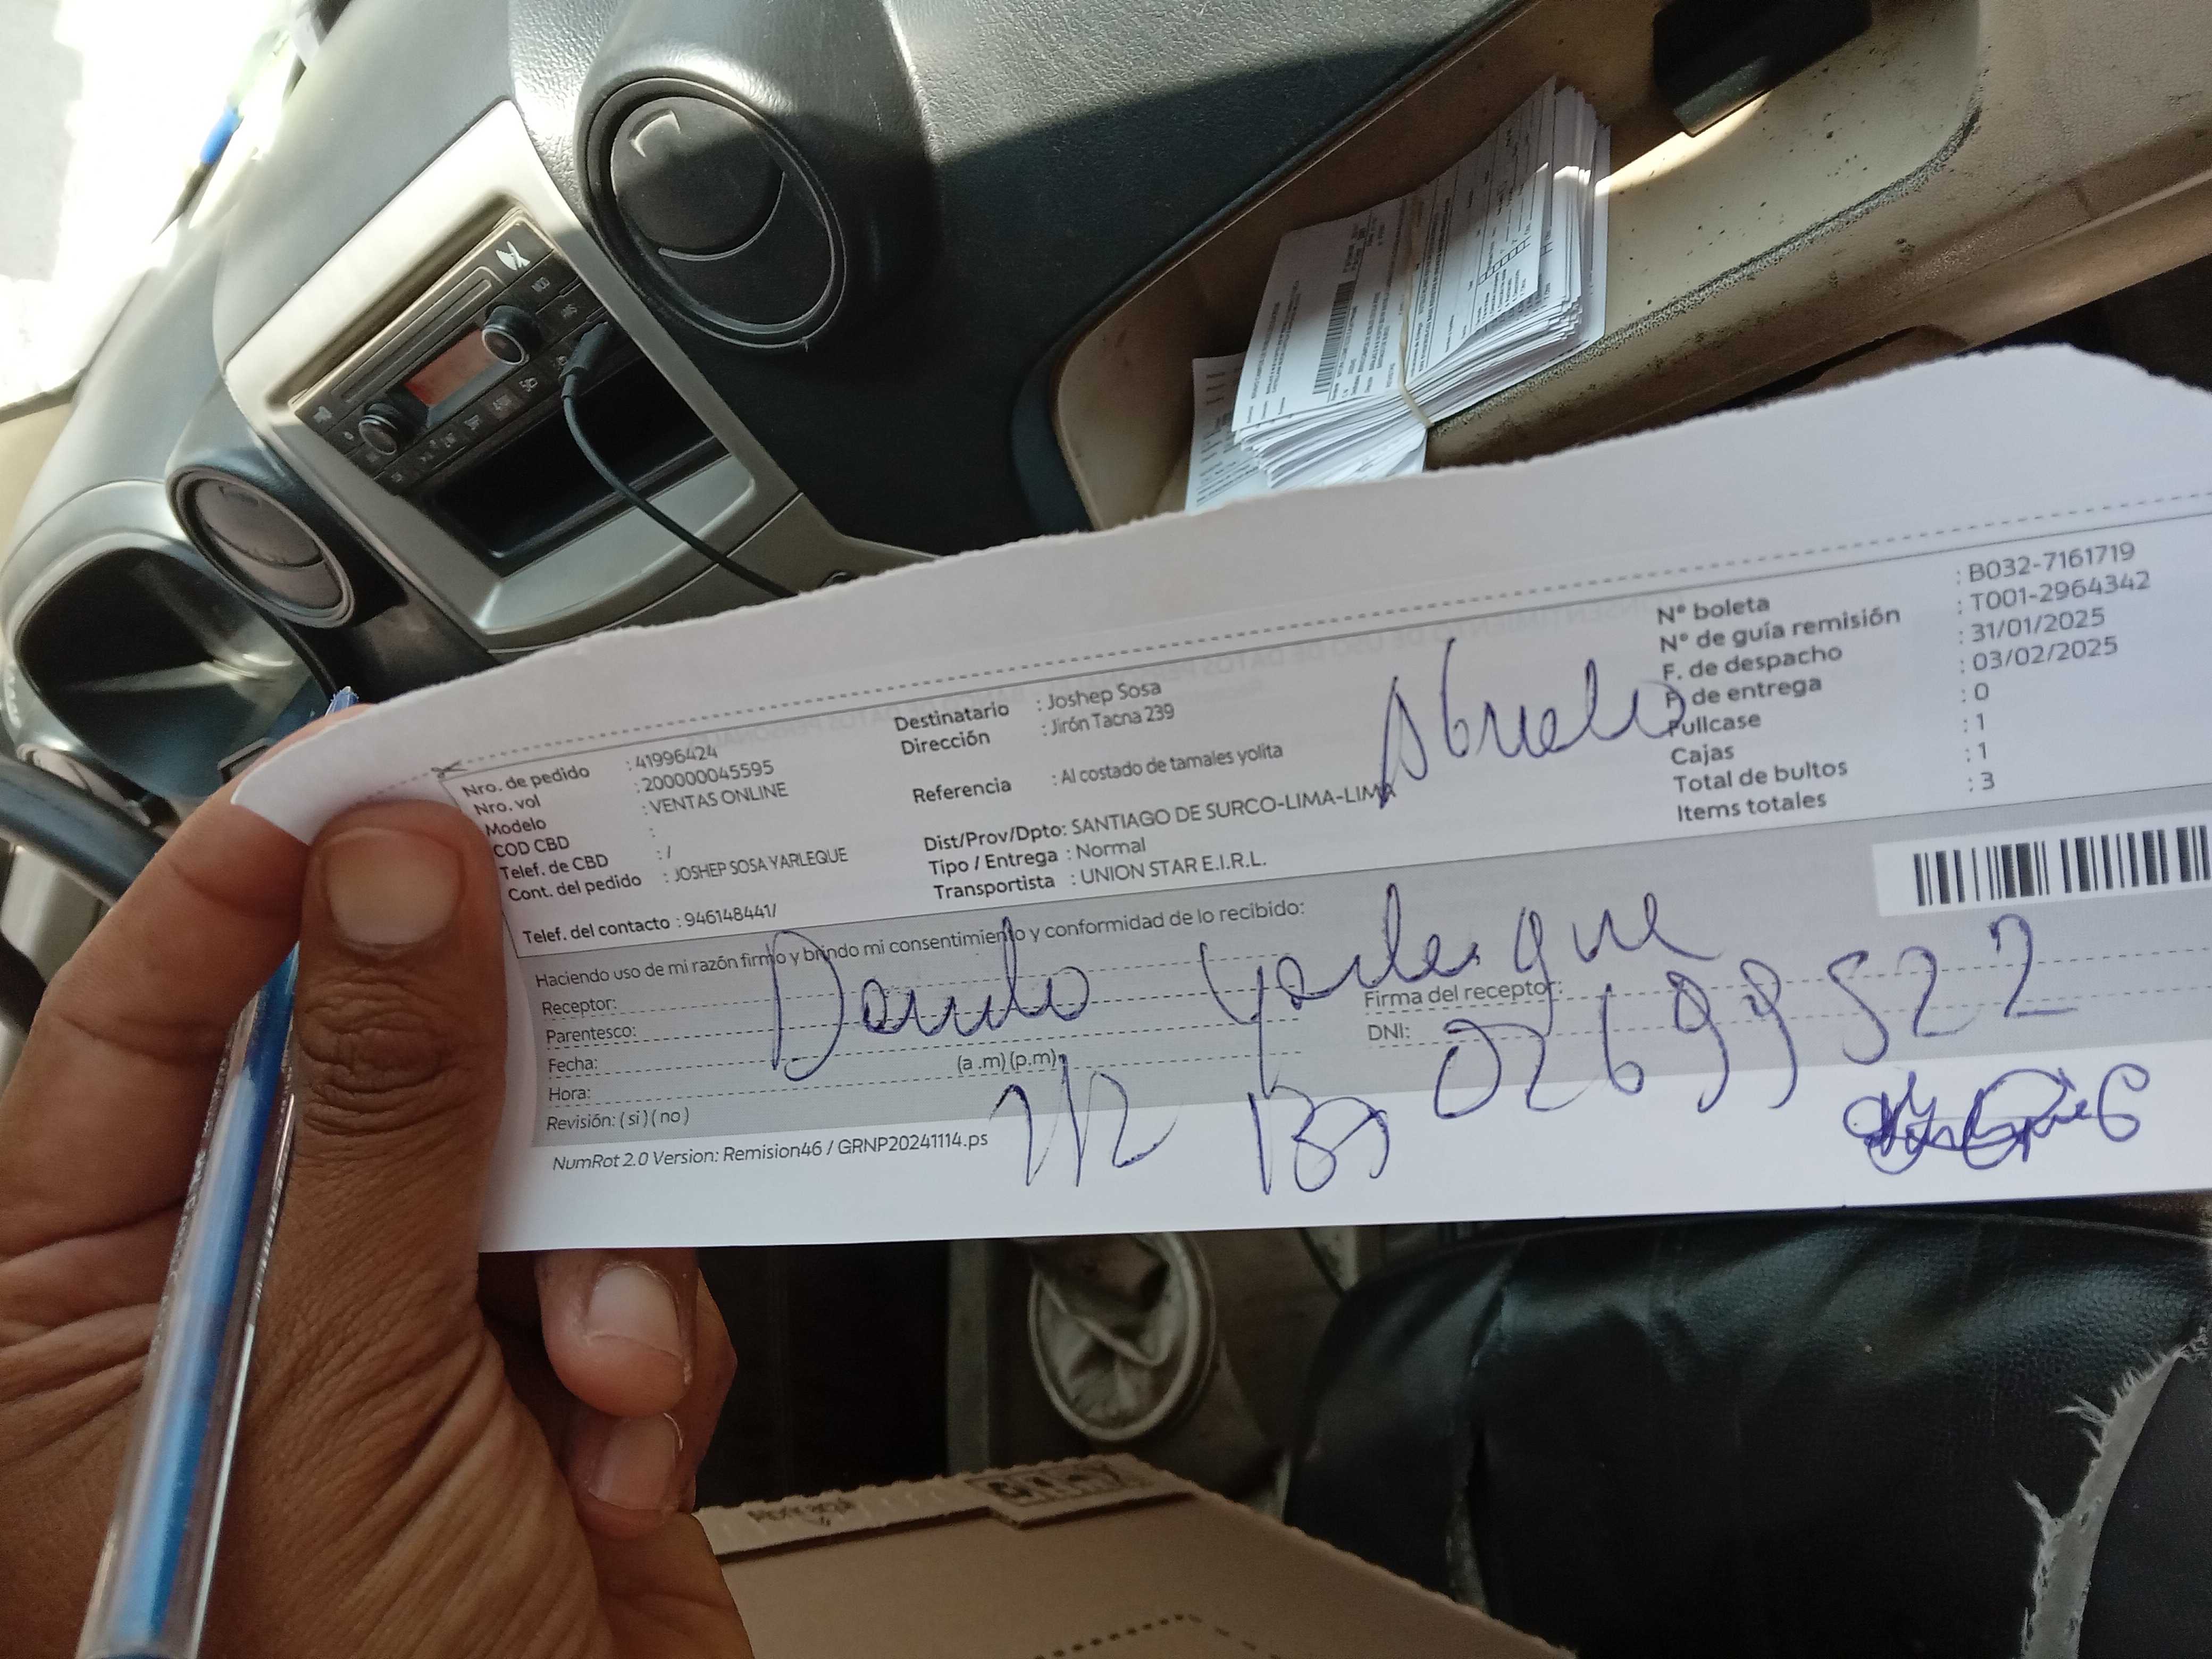 Nro. de pedido : 41996424
Nro. vol : 200000045595
Modelo : VENTAS ONLINE
COD CBD :
Telef. de CBD : /
Cont. del pedido : JOSHEP SOSA YARLEQUE
Telef. del contacto : 946148441/
Destinatario : Joshep Sosa
Dirección : Jirón Tacna 239
Referencia : Al costado de tamales yolita
Dist/Prov/Dpto: SANTIAGO DE SURCO-LIMA-LIMA
Tipo / Entrega : Normal
Transportista : UNION STAR E.I.R.L.
Abuelo
N° boleta : B032-7161719
N° de guía remisión : T001-2964342
F. de despacho : 31/01/2025
F. de entrega : 03/02/2025
Fullcase : 0
Cajas : 1
Total de bultos : 1
Items totales : 3
Haciendo uso de mi razón firmo y brindo mi consentimiento y conformidad de lo recibido:
Receptor:
Parentesco:
Fecha:
Hora: (a .m) (p.m)
Revisión: ( si ) ( no )
Yarleque
Firma del receptor:
DNI: 02699522
NumRot 2.0 Version: Remision46 / GRNP20241114.ps